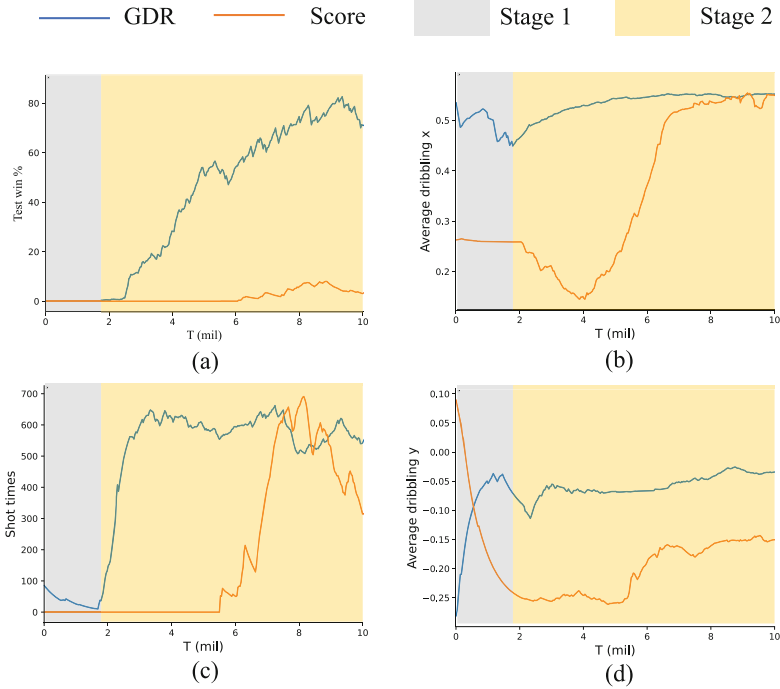 GDR Score Stage 1 Stage 2
Test win %
80
60
40
20
0
0 2 4 6 8 10
T (mil)
(a)
Average dribbling x
0.5
0.4
0.3
0.2
0 2 4 6 8 10
T (mil)
(b)
Shot times
700
600
500
400
300
200
100
0
0 2 4 6 8 10
T (mil)
(c)
Average dribbling y
0,10
0.05
0.00
−0.05
−0.10
−0.15
−0.20
−0.25
0 2 4 6 8 10
T (mil)
(d)